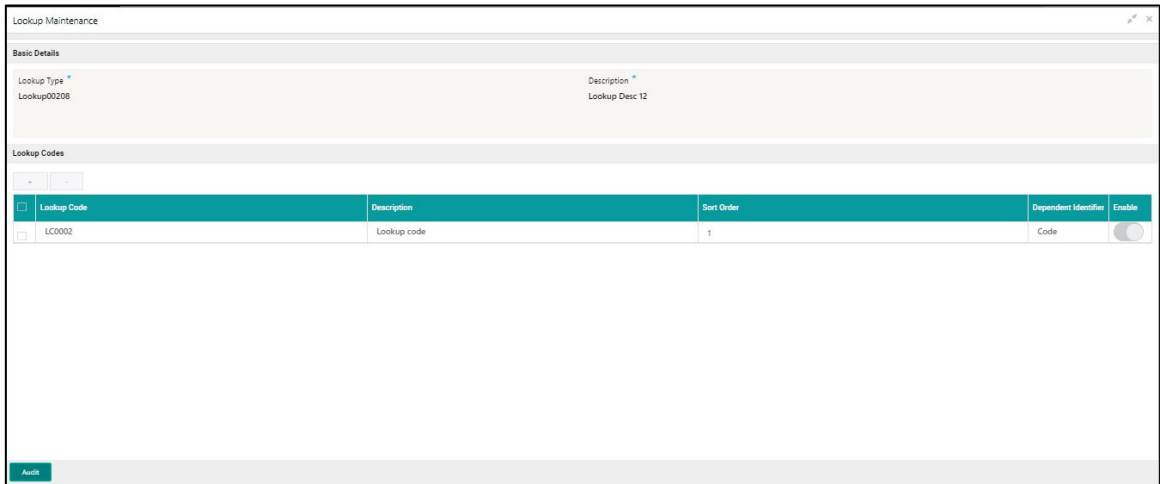 Lookup Maintenance
Basic Details
Lookup Type * Description *
Lookup00208 Lookup Desc 12
Lookup Codes
+ -
Lookup Code Description Sort Order Dependent Identifier Enable
LC0002 Lookup code 1 Code
Audit